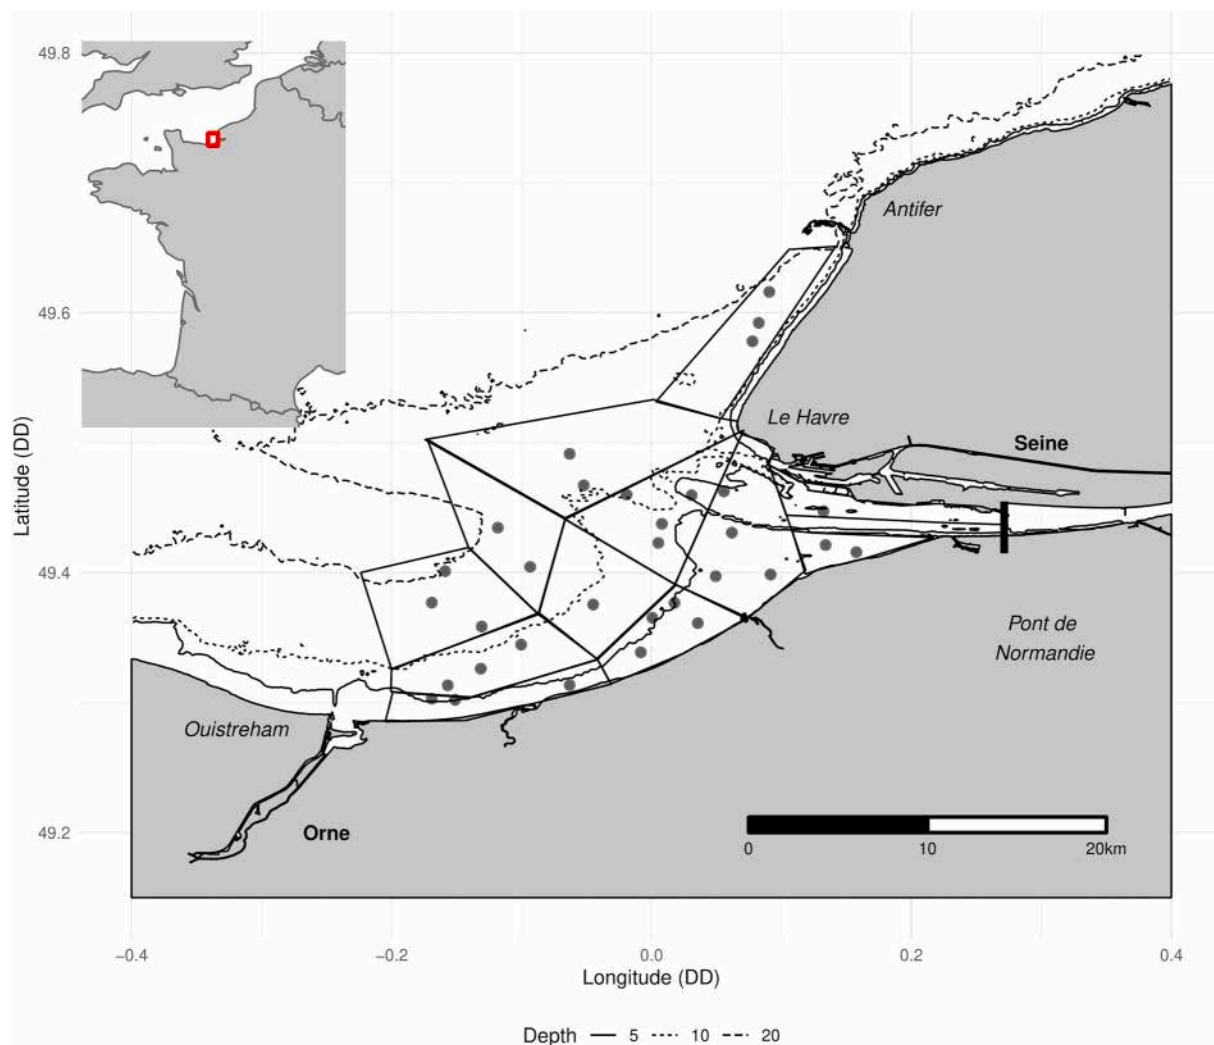 49.8
Antifer
49.6
Le Havre
Seine
Latitude (DD)
49.4
Pont de
Normandie
Ouistreham
49.2
Orne
0
10
20km
−0.4
−0.2
0.0
0.2
0.4
Longitude (DD)
Depth 5 10 20